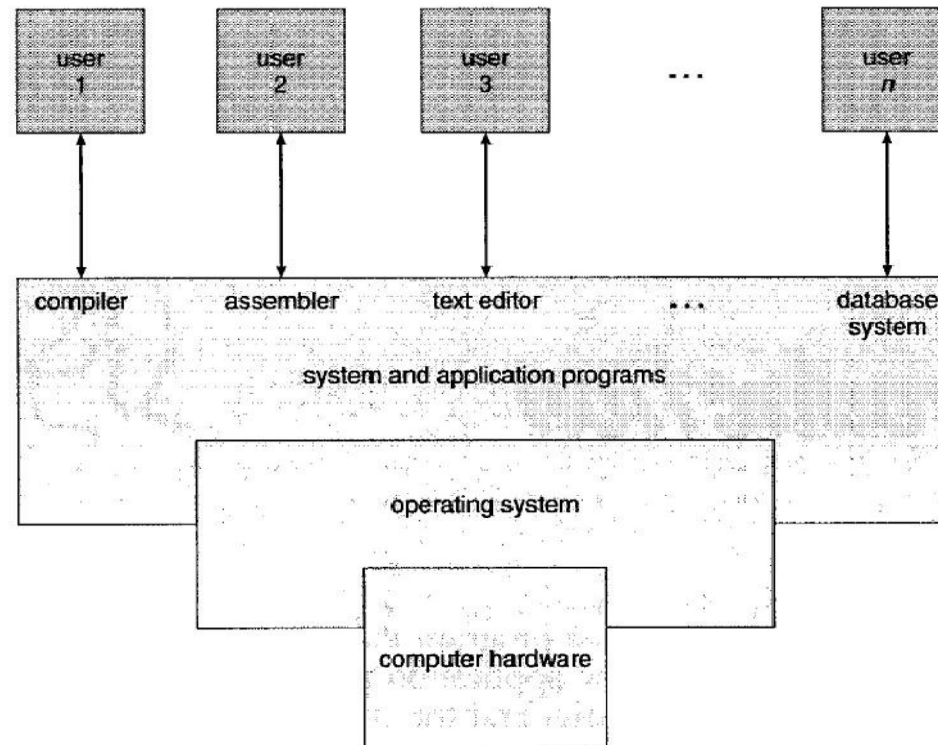 user
1
user
2
user
3
...
user
n
compiler
assembler
text editor
...
database
system
system and application programs
operating system
computer hardware